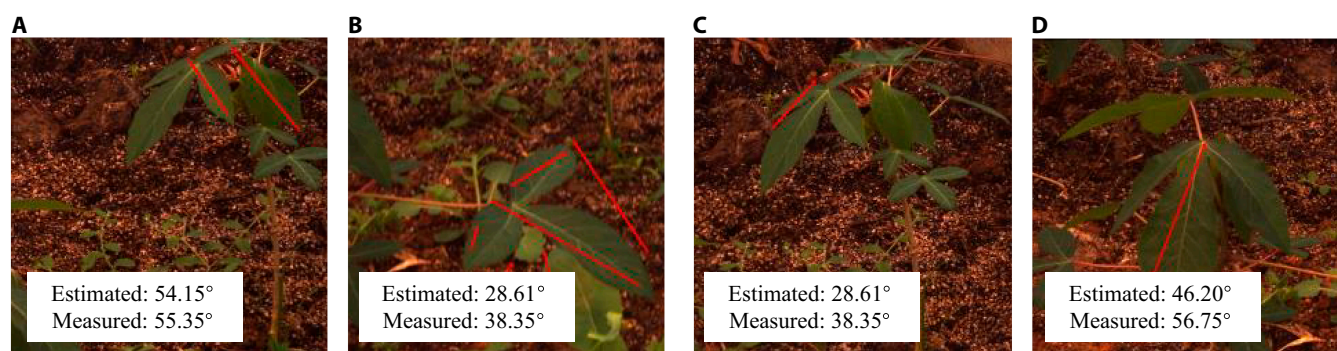 A
B
C
D
Estimated: 54.15°
Measured: 55.35°
Estimated: 28.61°
Measured: 38.35°
Estimated: 28.61°
Measured: 38.35°
Estimated: 46.20°
Measured: 56.75°